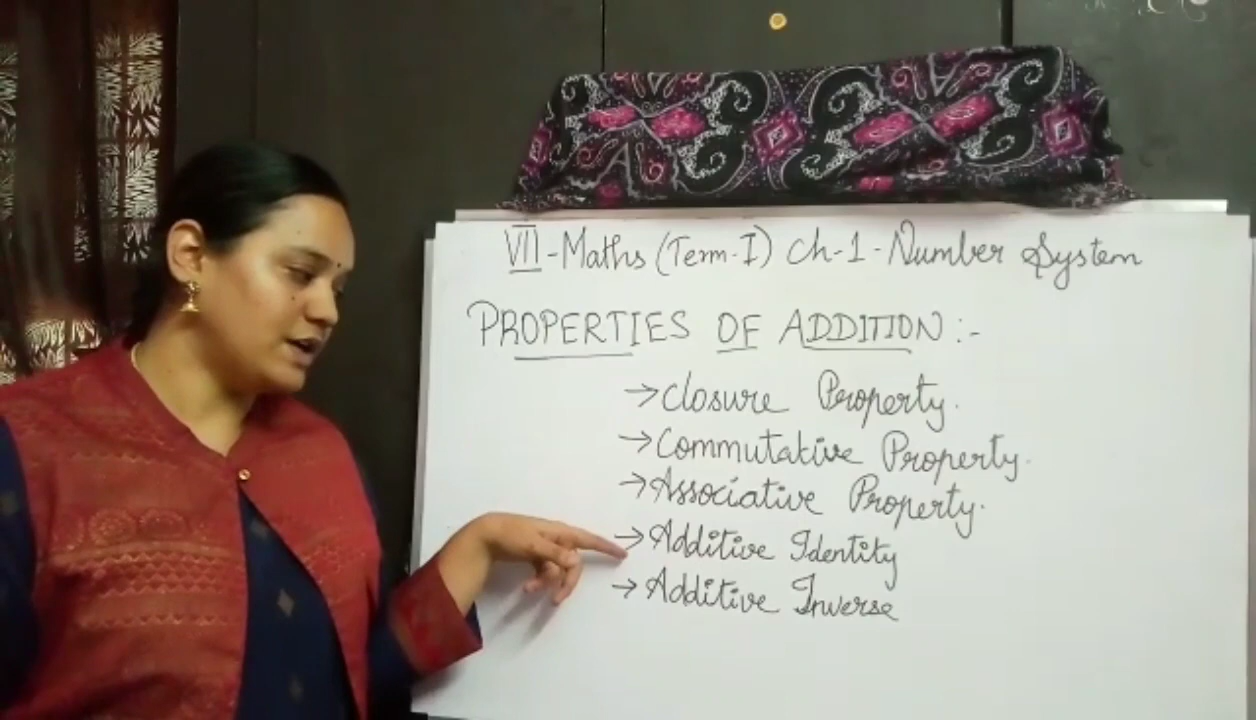 VII-Maths (Term-I) Ch-1-Number System
PROPERTIES OF ADDITION :-
→ Closure Property.
→ Commutative Property.
→ Associative Property.
→ Additive Identity
→ Additive Inverse